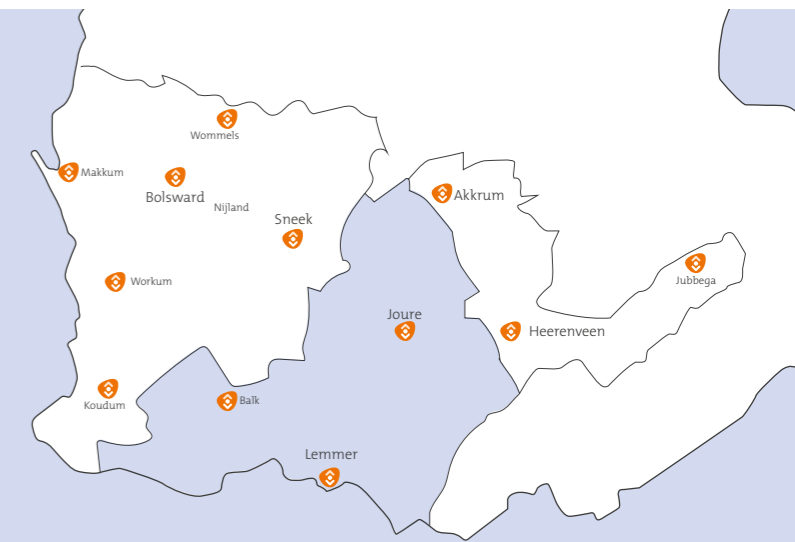 Wommels
Makkum
Bolsward
Nijland
Akkrum
Sneek
Jubbega
Workum
Joure
Heerenveen
Koudum
Balk
Lemmer